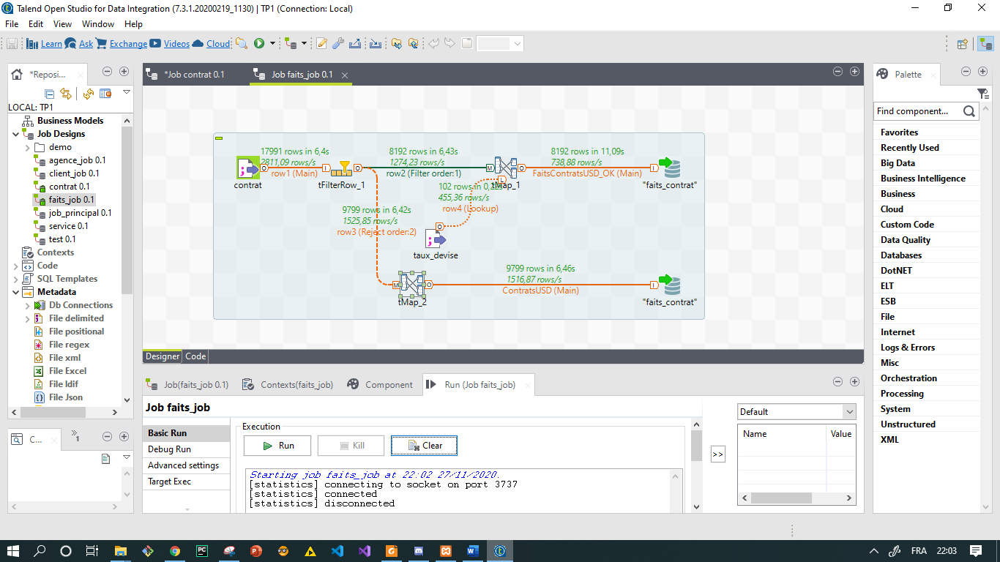 Talend Open Studio for Data Integration (7.3.1.20200219_1130) | TP1 (Connection: Local)
File Edit View Window Help
Learn Ask Exchange Videos Cloud
*Reposi...
LOCAL: TP1
Business Models
Job Designs
demo
agence_job 0.1
client_job 0.1
contrat 0.1
faits_job 0.1
job_principal 0.1
service 0.1
test 0.1
Contexts
Code
SQL Templates
Metadata
Db Connections
File delimited
File positional
File regex
File xml
File Excel
File ldif
File Json
C...
1
*Job contrat 0.1 Job faits_job 0.1
17991 rows in 6,4s
2811,09 rows/s
row1 (Main)
contrat
tFilterRow_1
8192 rows in 6,43s
1274,23 rows/s
row2 (Filter order:1)
tMap_1
8192 rows in 11,09s
738,88 rows/s
FaitsContratsUSD_OK (Main)
"faits_contrat"
102 rows in
455,36 rows/s
row4 (Lookup)
9799 rows in 6,42s
1525,85 rows/s
row3 (Reject order:2)
taux_devise
tMap_2
9799 rows in 6,46s
1516,87 rows/s
ContratsUSD (Main)
"faits_contrat"
Designer Code
Job(faits_job 0.1) Contexts(faits_job) Component Run (Job faits_job)
Job faits_job
Basic Run
Debug Run
Advanced settings
Target Exec
Execution
Run Kill Clear
Starting job faits_job at 22:02 27/11/2020.
[statistics] connecting to socket on port 3737
[statistics] connected
[statistics] disconnected
>>
Default
Name Value
Palette
Find component...
Favorites
Recently Used
Big Data
Business Intelligence
Business
Cloud
Custom Code
Data Quality
Databases
DotNET
ELT
ESB
File
Internet
Logs & Errors
Misc
Orchestration
Processing
System
Unstructured
XML
FRA 22:03